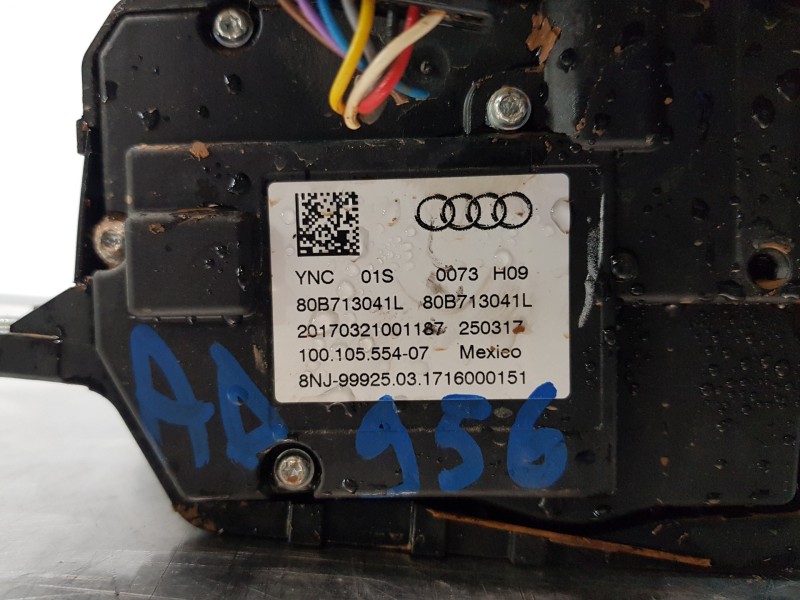 YNC 01S 0073 H09
80B713041L 80B713041L
20170321001187 250317
100.105.554-07 Mexico
8NJ-99925.03.1716000151
AD 956